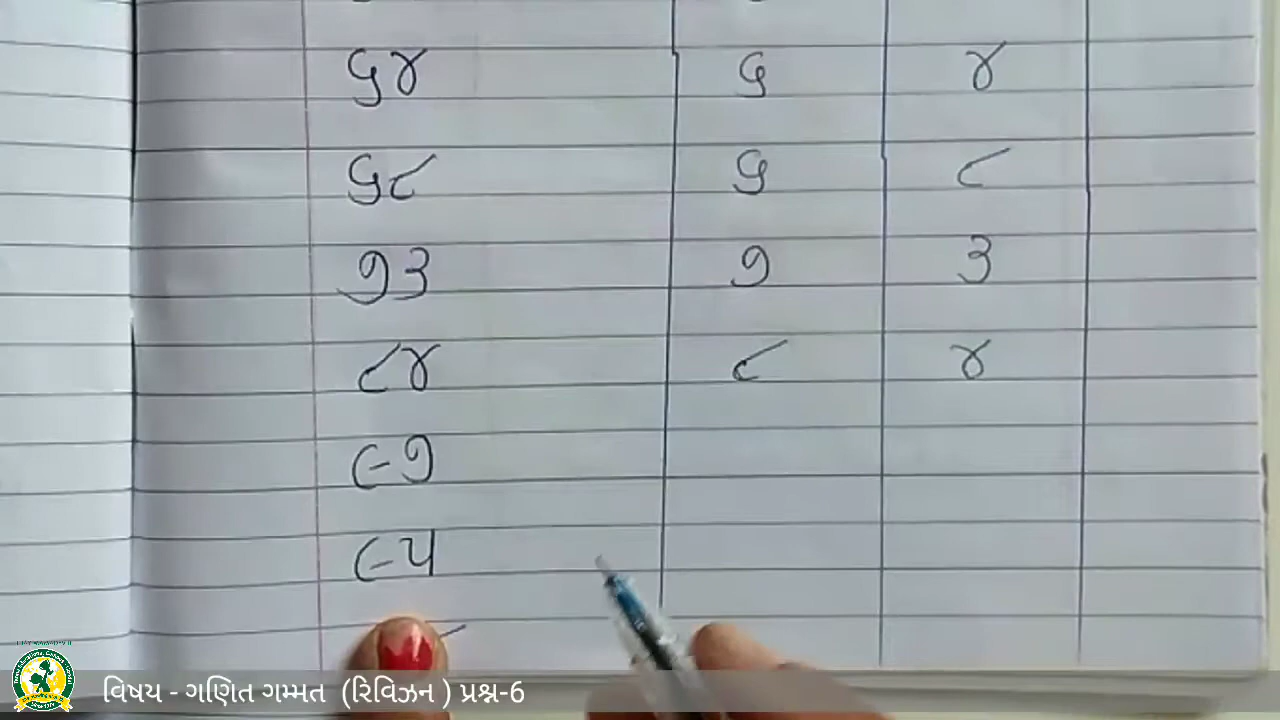 ૬૪ ૬ ૪
૬૮ ૬ ૮
૭૩ ૭ ૩
૮૪ ૮ ૪
૯૧
૯૫
વિષય - ગણિત ગમ્મત (રિવિઝન ) પ્રશ્ન-6